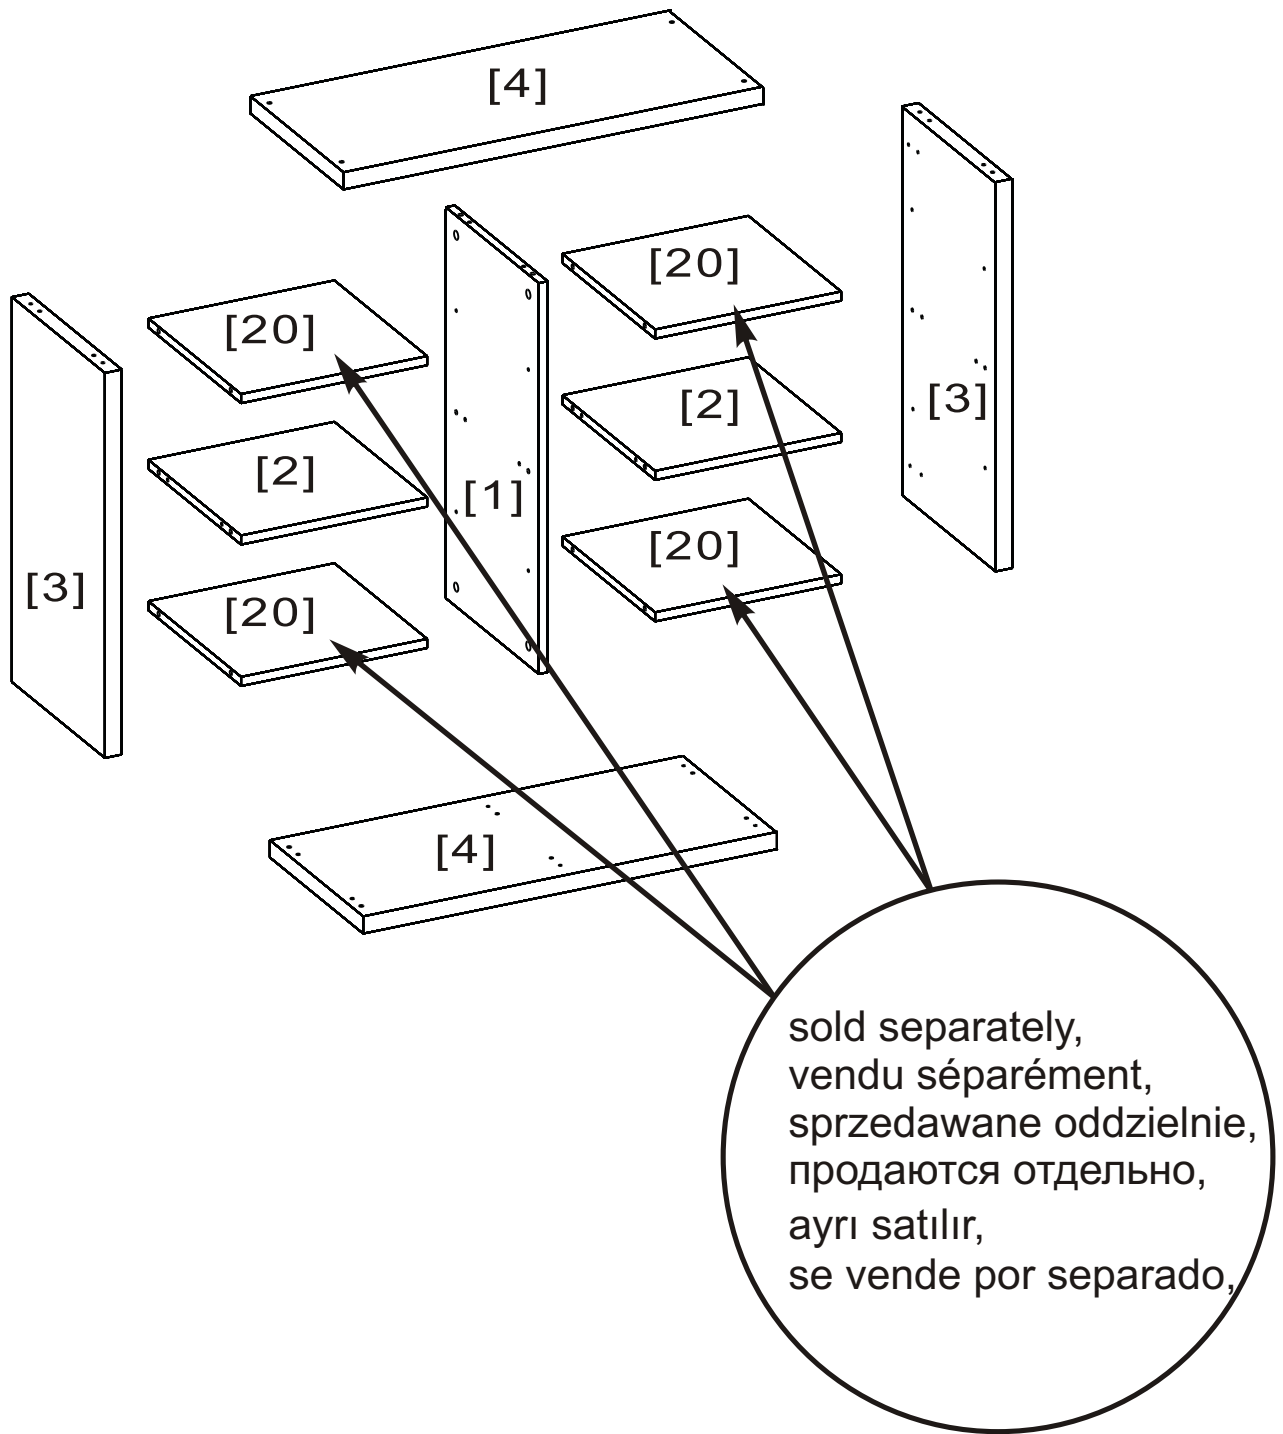 [4]
[20]
[20]
[2]
[3]
[2]
[1]
[20]
[3]
[20]
[4]
sold separately,
vendu séparément,
sprzedawane oddzielnie,
продаются отдельно,
ayrı satılır,
se vende por separado,